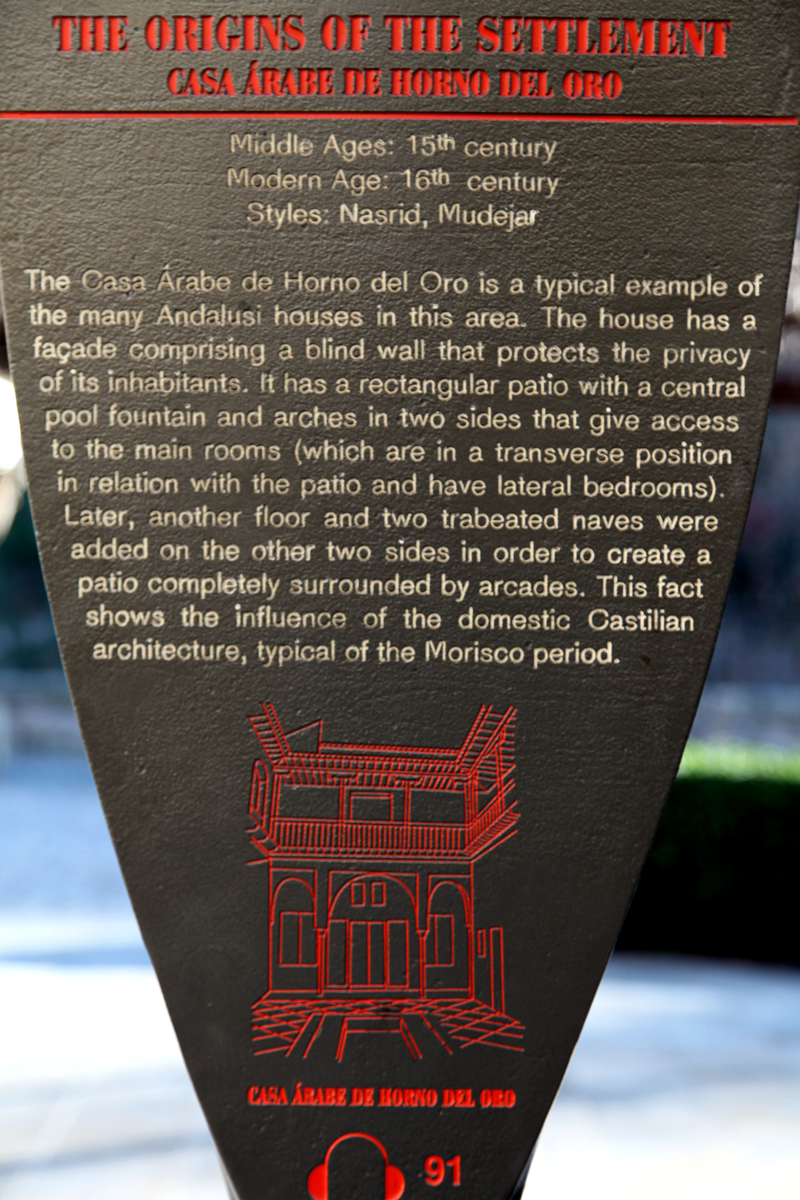 THE ORIGINS OF THE SETTLEMENT
CASA ÁRABE DE HORNO DEL ORO
Middle Ages: 15th century
Modern Age: 16th century
Styles: Nasrid, Mudejar
The Casa Árabe de Horno del Oro is a typical example of
the many Andalusi houses in this area. The house has a
façade comprising a blind wall that protects the privacy
of its inhabitants. It has a rectangular patio with a central
pool fountain and arches in two sides that give access
to the main rooms (which are in a transverse position
in relation with the patio and have lateral bedrooms).
Later, another floor and two trabeated naves were
added on the other two sides in order to create a
patio completely surrounded by arcades. This fact
shows the influence of the domestic Castilian
architecture, typical of the Morisco period.
CASA ÁRABE DE HORNO DEL ORO
91